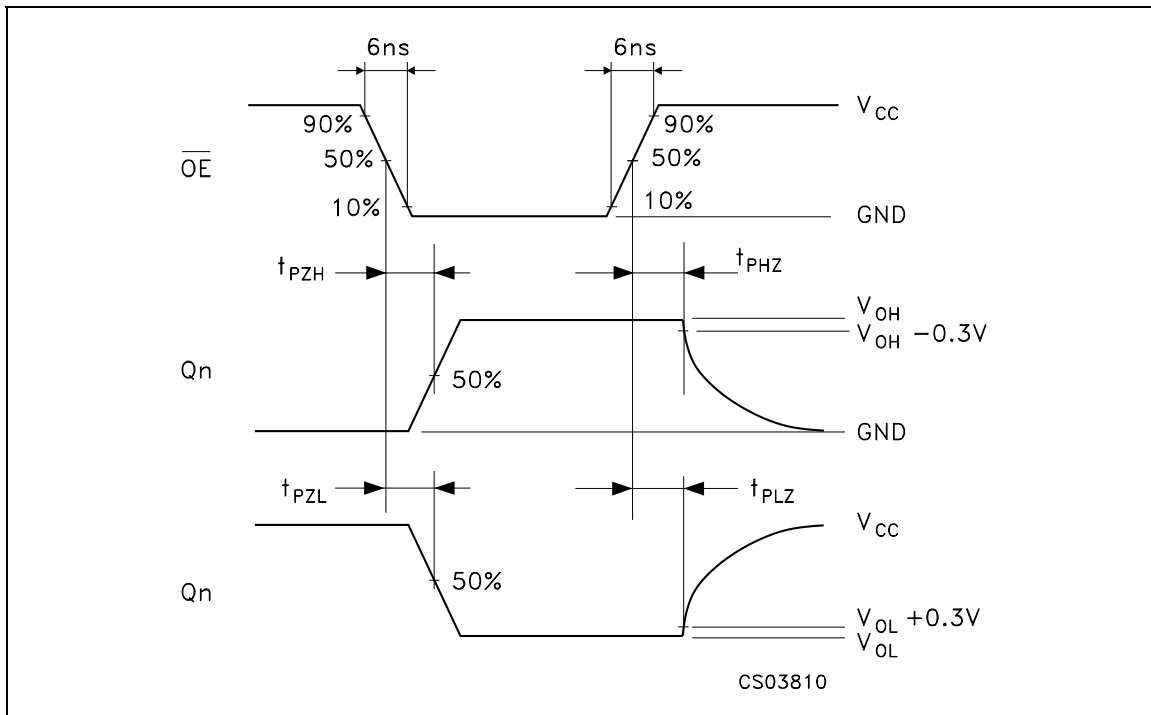 6ns 6ns
V_CC
90% 90%
O̅E̅ 50% 50%
10% 10%
GND
t_PZH t_PHZ
V_OH
V_OH -0.3V
Qn 50%
GND
t_PZL t_PLZ
V_CC
Qn 50%
V_OL +0.3V
V_OL
CS03810